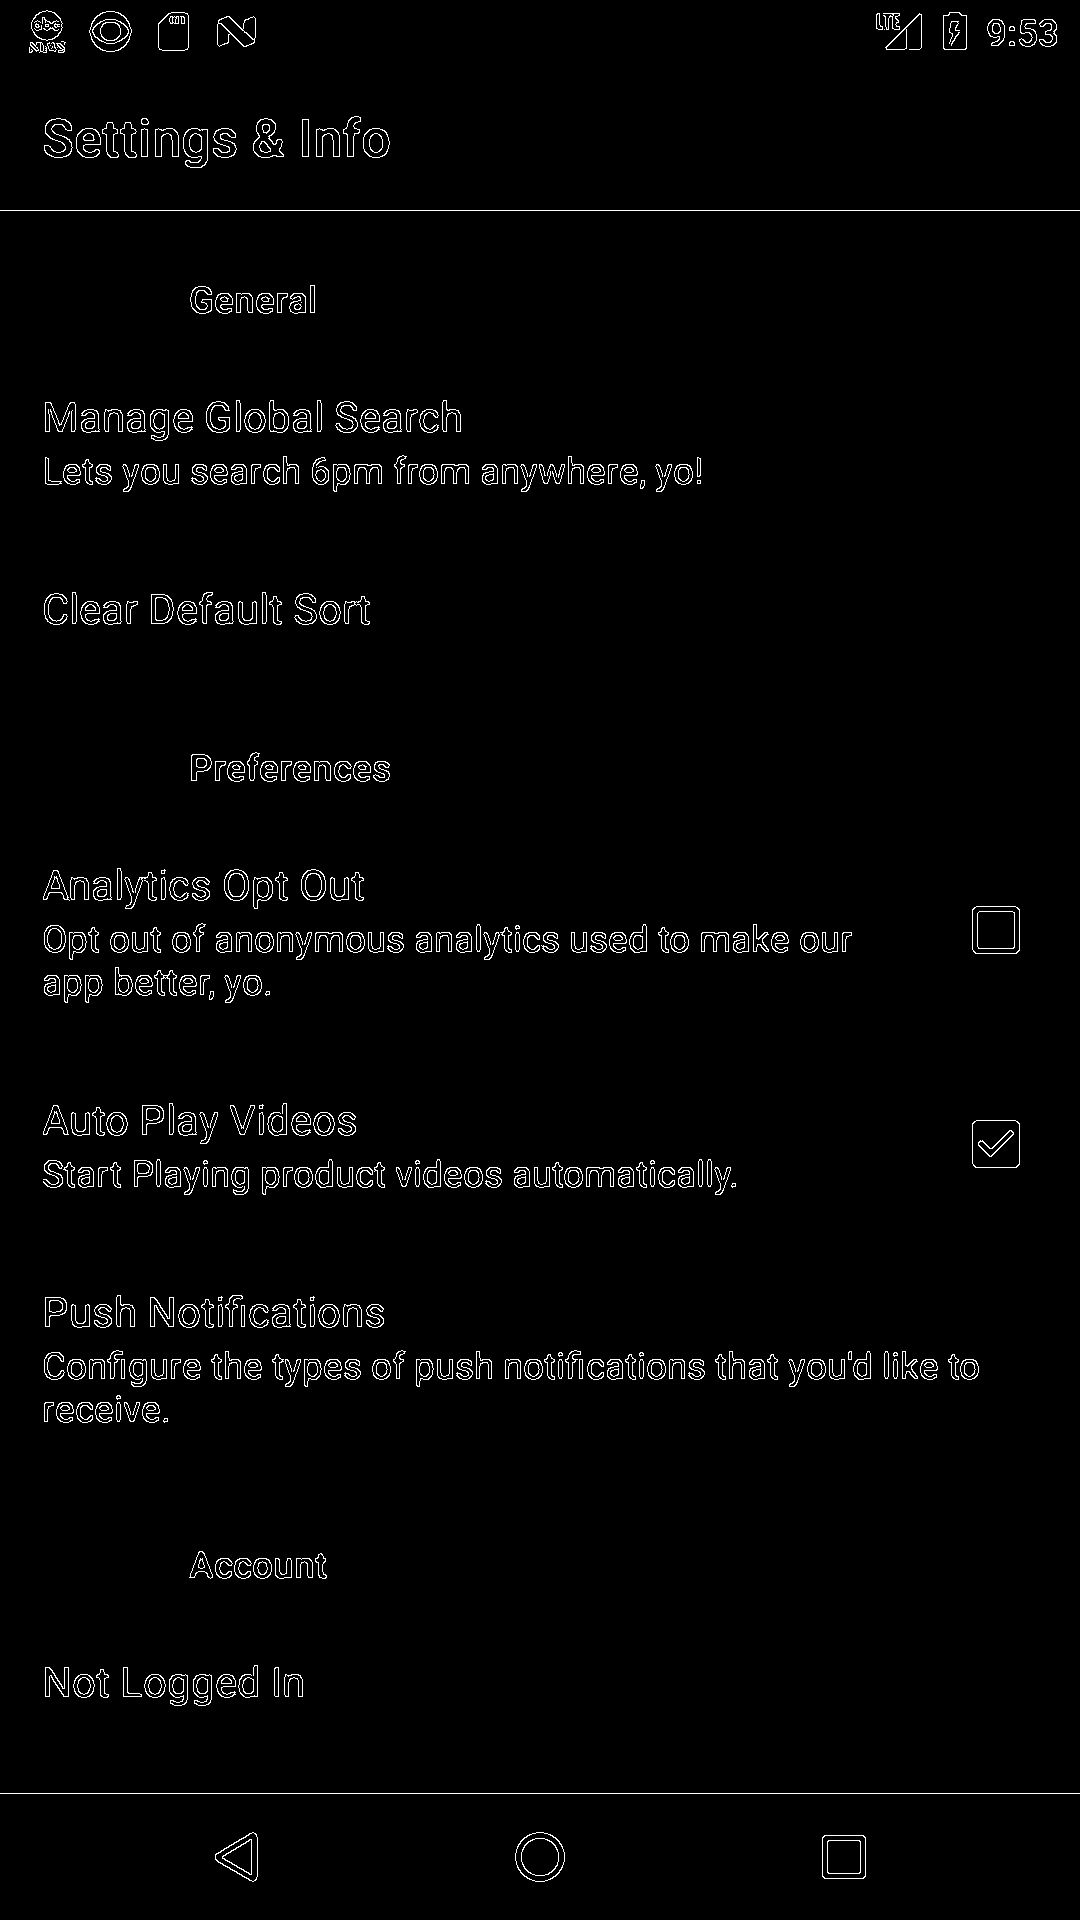 abc
NEWS
LTE
9:53
Settings & Info
General
Manage Global Search
Lets you search 6pm from anywhere, yo!
Clear Default Sort
Preferences
Analytics Opt Out
Opt out of anonymous analytics used to make our
app better, yo.
Auto Play Videos
Start Playing product videos automatically.
Push Notifications
Configure the types of push notifications that you'd like to
receive.
Account
Not Logged In